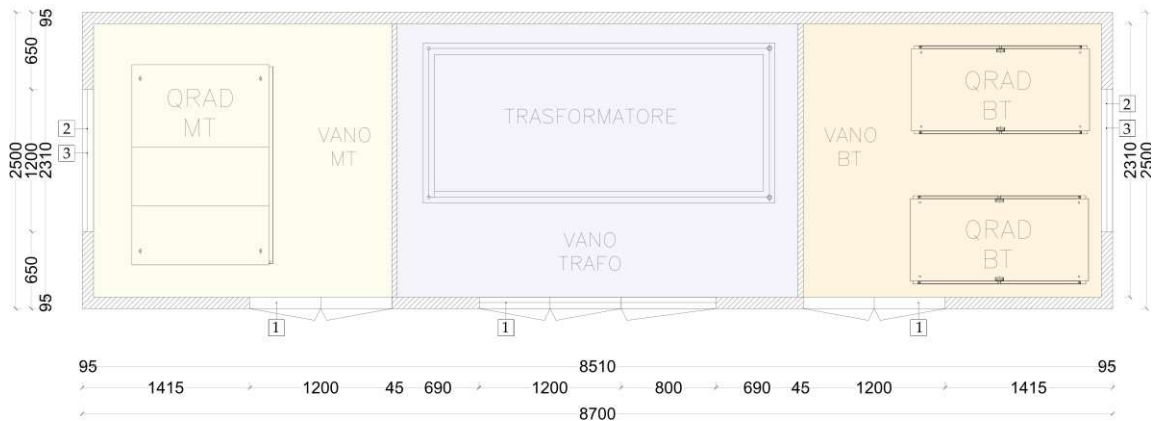 95
650
1200
650
95
2500
2310
QRAD
MT
VANO
MT
TRASFORMATORE
VANO
TRAFO
VANO
BT
QRAD
BT
QRAD
BT
2
3
2
3
2310
2500
1
1
1
95 8510 95
1415 1200 45 690 1200 800 690 45 1200 1415
8700